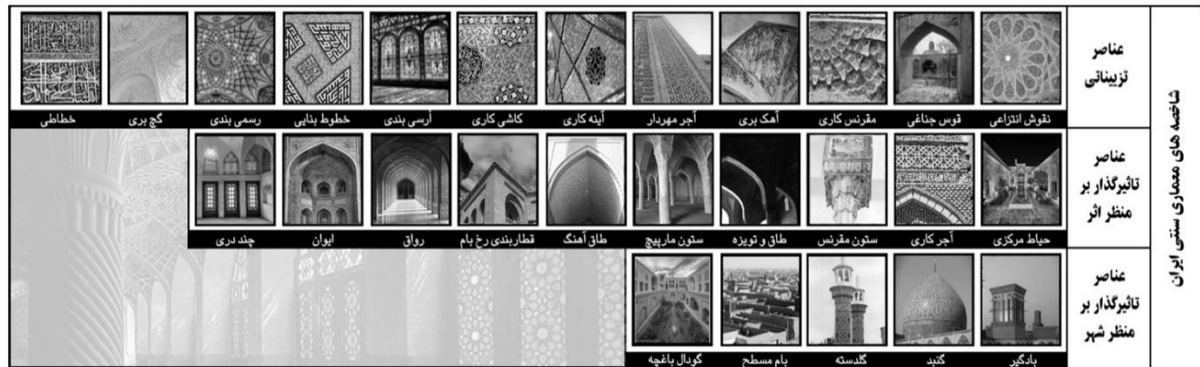 شاخصه های معماری سنتی ایران
عناصر
تزییناتی
نقوش انتزاعی
قوس جناغی
مقرنس کاری
آهک بری
آجر مهردار
آینه کاری
کاشی کاری
اُرسی بندی
خطوط بنایی
رسمی بندی
گچ بری
خطاطی
عناصر
تاثیرگذار بر
منظر اثر
حیاط مرکزی
آجر کاری
ستون مقرنس
طاق و تویزه
ستون مارپیچ
طاق آهنگ
قطاربندی رخ بام
رواق
ایوان
چند دری
عناصر
تاثیرگذار بر
منظر شهر
بادگیر
گنبد
گلدسته
بام مسطح
گودال باغچه